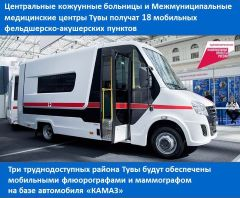 Центральные кожуунные больницы и Межмуниципальные
медицинские центры Тувы получат 18 мобильных
фельдшерско-акушерских пунктов
Три труднодоступных района Тувы будут обеспечены
мобильными флюорографами и маммографом
на базе автомобиля «КАМАЗ»